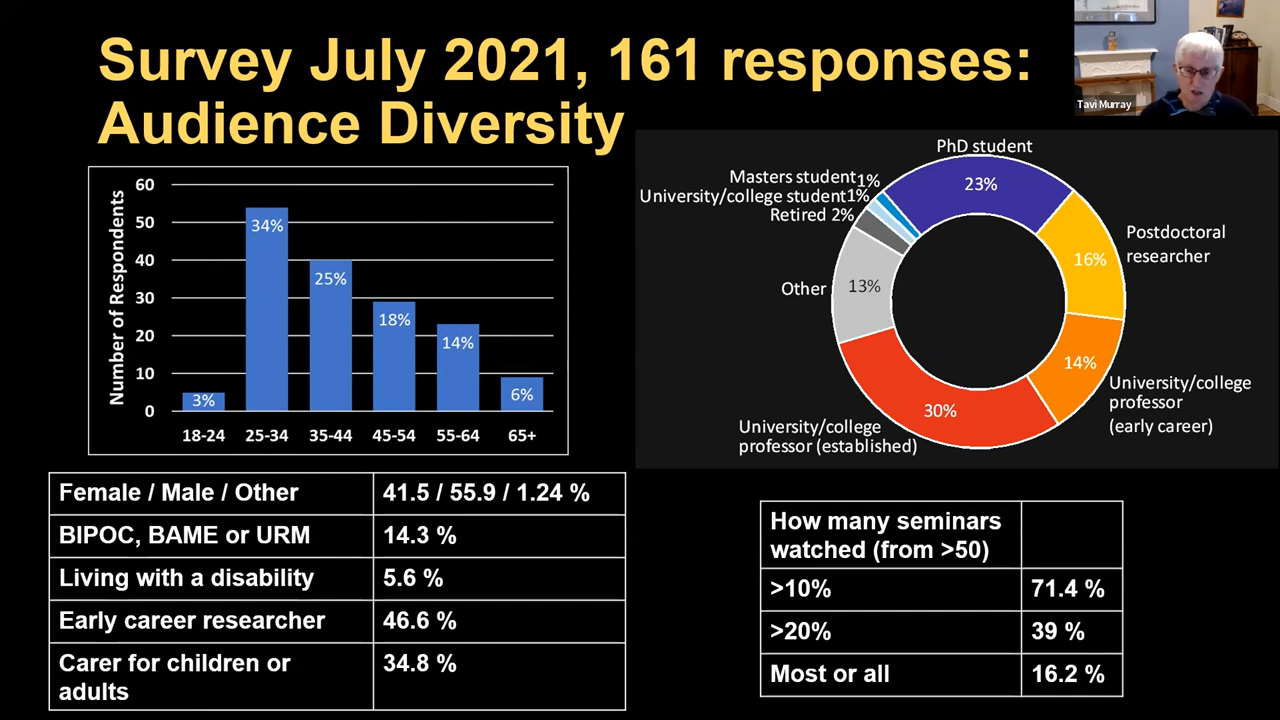 Survey July 2021, 161 responses:
Audience Diversity
Tavi Murray
Number of Respondents
60
50
40
30
20
10
0
3%
34%
25%
18%
14%
6%
18-24
25-34
35-44
45-54
55-64
65+
PhD student
23%
Masters student 1%
University/college student 1%
Retired 2%
Postdoctoral
researcher
16%
Other
13%
14%
University/college
professor
(early career)
30%
University/college
professor (established)
Female / Male / Other 41.5 / 55.9 / 1.24 %
BIPOC, BAME or URM 14.3 %
Living with a disability 5.6 %
Early career researcher 46.6 %
Carer for children or 34.8 %
adults
How many seminars
watched (from >50)
>10% 71.4 %
>20% 39 %
Most or all 16.2 %